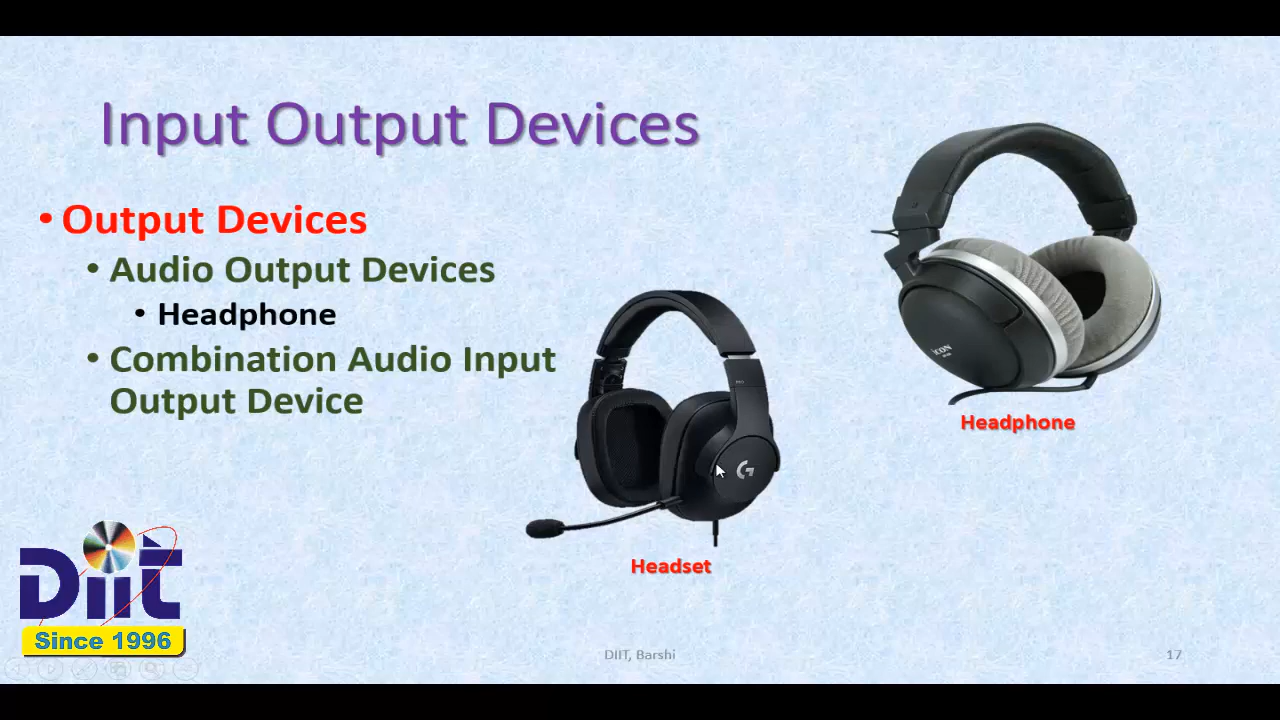 Input Output Devices
• Output Devices
• Audio Output Devices
• Headphone
• Combination Audio Input
Output Device
iCON
Headphone
G
Headset
Diit
Since 1996
DIIT, Barshi
17